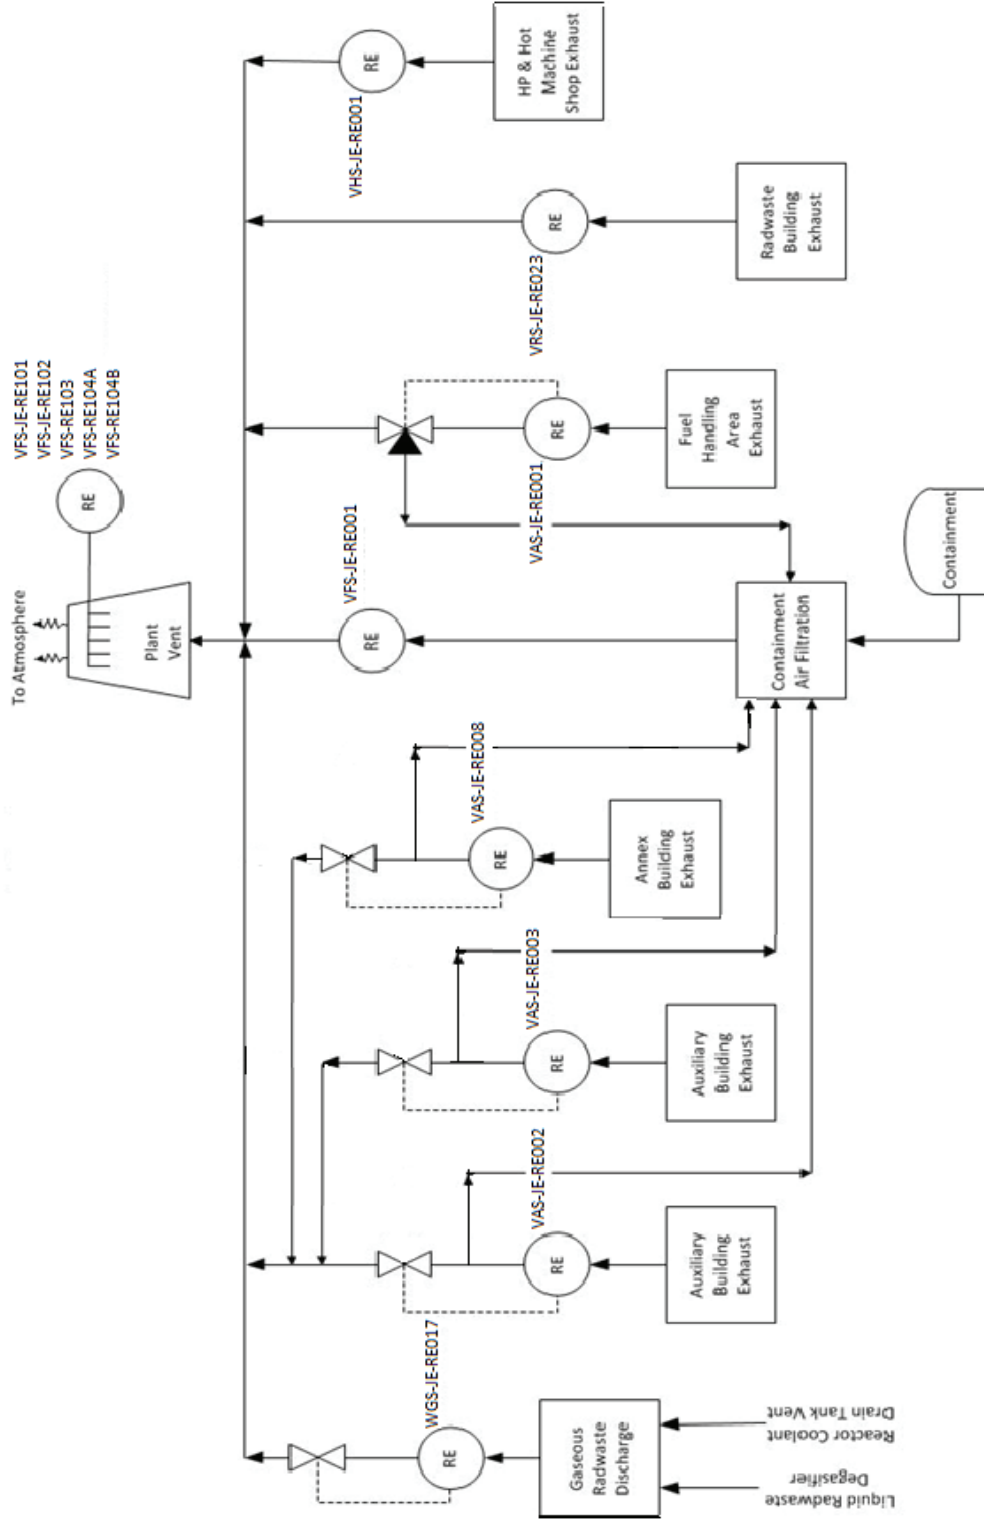 VFS-JE-RE101
VFS-JE-RE102
VFS-RE103
VFS-RE104A
VFS-RE104B
RE
To Atmosphere
Plant
Vent
VHS-JE-RE001
RE
HP & Hot
Machine
Shop Exhaust
VRS-JE-RE023
RE
Radwaste
Building
Exhaust
VAS-JE-RE001
RE
Fuel
Handling
Area
Exhaust
VFS-JE-RE001
RE
Containment
Air Filtration
Containment
VAS-JE-RE008
RE
Annex
Building
Exhaust
VAS-JE-RE003
RE
Auxiliary
Building
Exhaust
VAS-JE-RE002
RE
Auxiliary
Building
Exhaust
WGS-JE-RE017
RE
Gaseous
Radwaste
Discharge
Reactor Coolant
Drain Tank Went
Liquid Radwaste
Degasifier